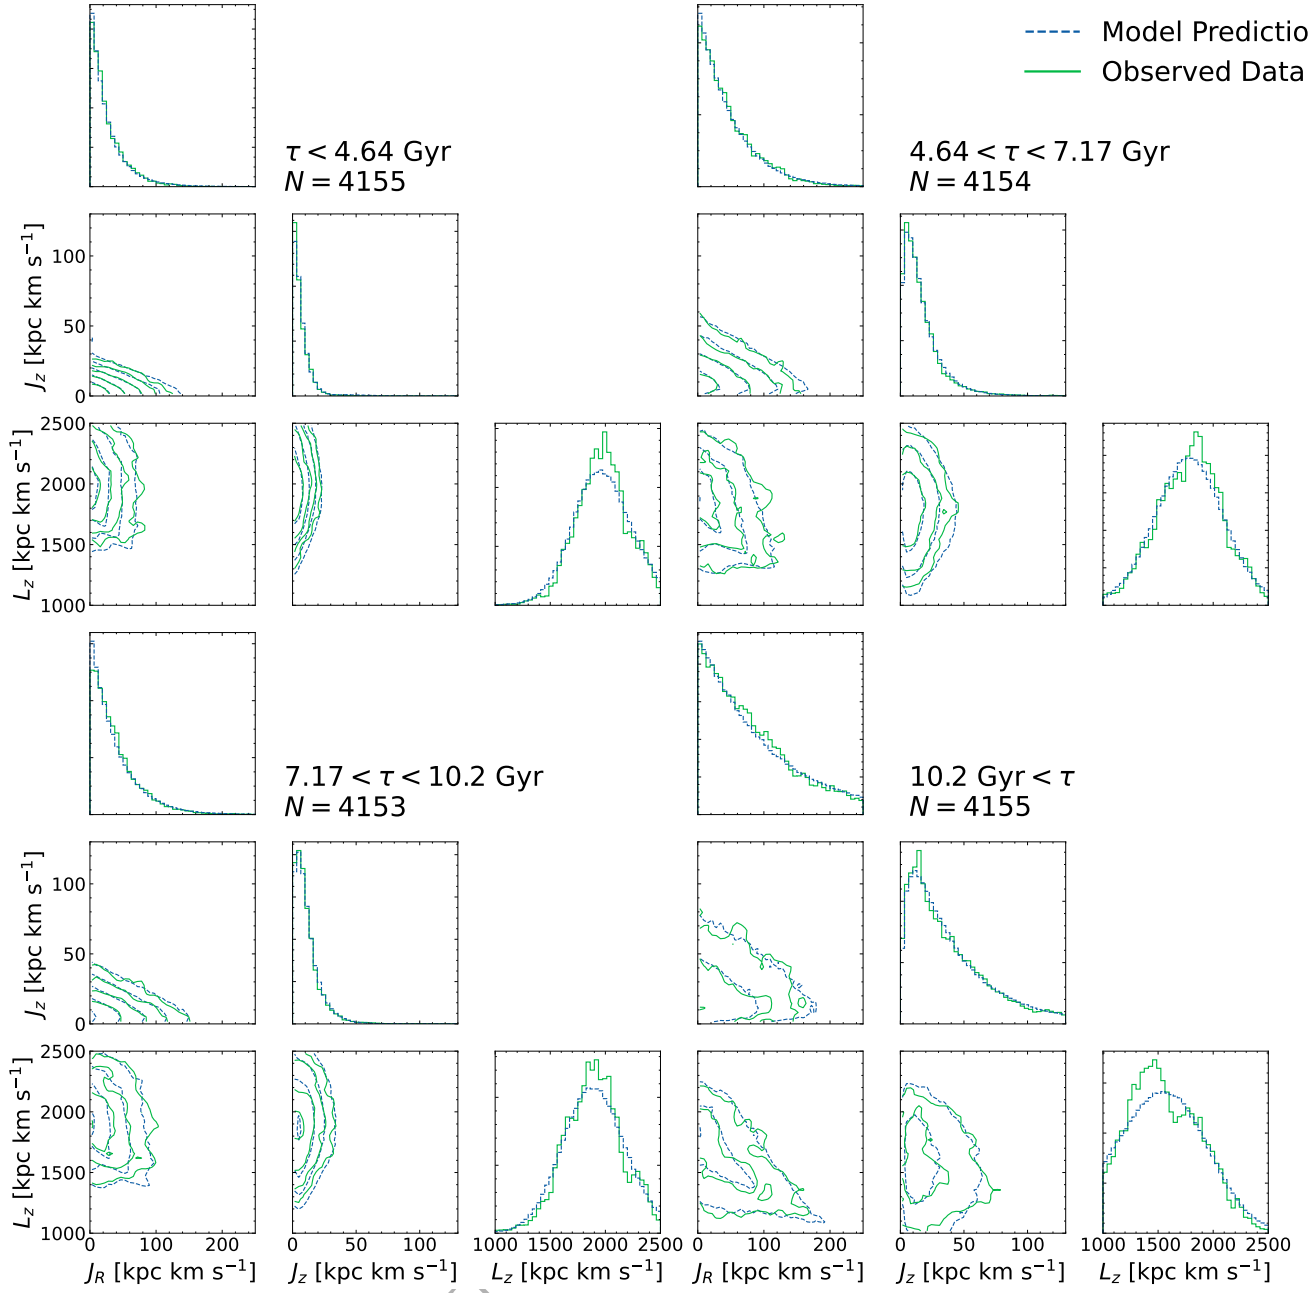 Model Predictio
Observed Data
τ < 4.64 Gyr
N = 4155
4.64 < τ < 7.17 Gyr
N = 4154
J_z [kpc km s⁻¹]
100
50
0
L_z [kpc km s⁻¹]
2500
2000
1500
1000
7.17 < τ < 10.2 Gyr
N = 4153
10.2 Gyr < τ
N = 4155
J_z [kpc km s⁻¹]
100
50
0
L_z [kpc km s⁻¹]
2500
2000
1500
1000
0 100 200 0 50 100 1000 1500 2000 2500 0 100 200 0 50 100 1000 1500 2000 2500
J_R [kpc km s⁻¹] J_z [kpc km s⁻¹] L_z [kpc km s⁻¹] J_R [kpc km s⁻¹] J_z [kpc km s⁻¹] L_z [kpc km s⁻¹]